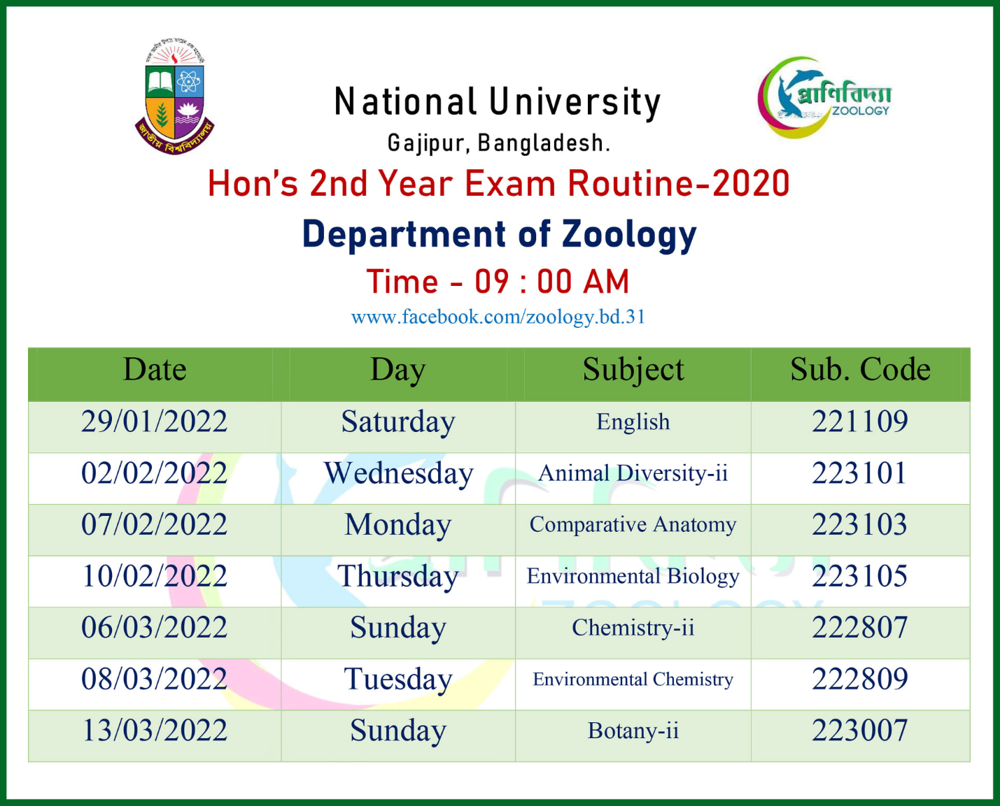 জাতীয় বিশ্ববিদ্যালয়
প্রাণিবিদ্যা
ZOOLOGY
National University
Gajipur, Bangladesh.
Hon's 2nd Year Exam Routine-2020
Department of Zoology
Time - 09 : 00 AM
www.facebook.com/zoology.bd.31
Date Day Subject Sub. Code
29/01/2022 Saturday English 221109
02/02/2022 Wednesday Animal Diversity-ii 223101
07/02/2022 Monday Comparative Anatomy 223103
10/02/2022 Thursday Environmental Biology 223105
06/03/2022 Sunday Chemistry-ii 222807
08/03/2022 Tuesday Environmental Chemistry 222809
13/03/2022 Sunday Botany-ii 223007